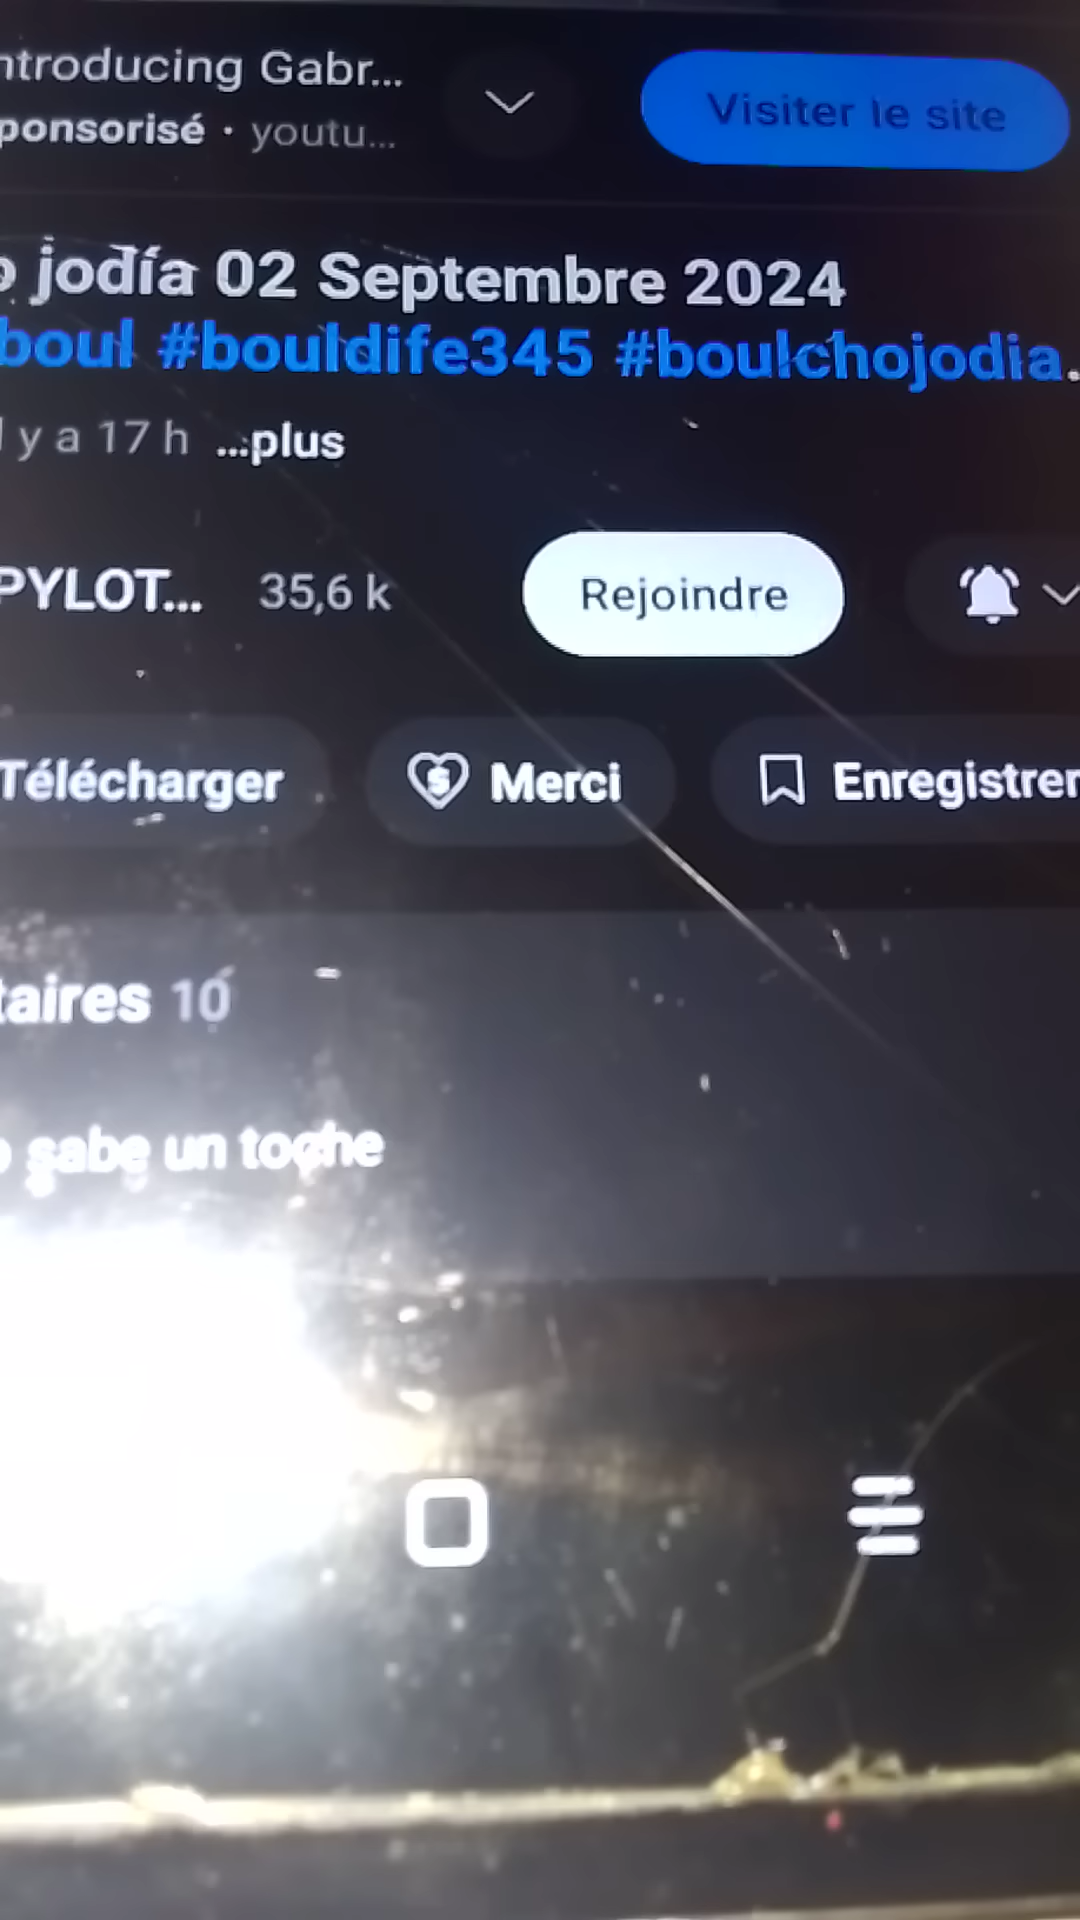 ntroducing Gabr...
ponsorisé · youtu...
Visiter le site
o jodía 02 Septembre 2024
boul #bouldife345 #boulchojodia.
l y a 17 h ...plus
PYLOT... 35,6 k
Rejoindre
Télécharger
Merci
Enregistrer
taires 10
o sabe un toche